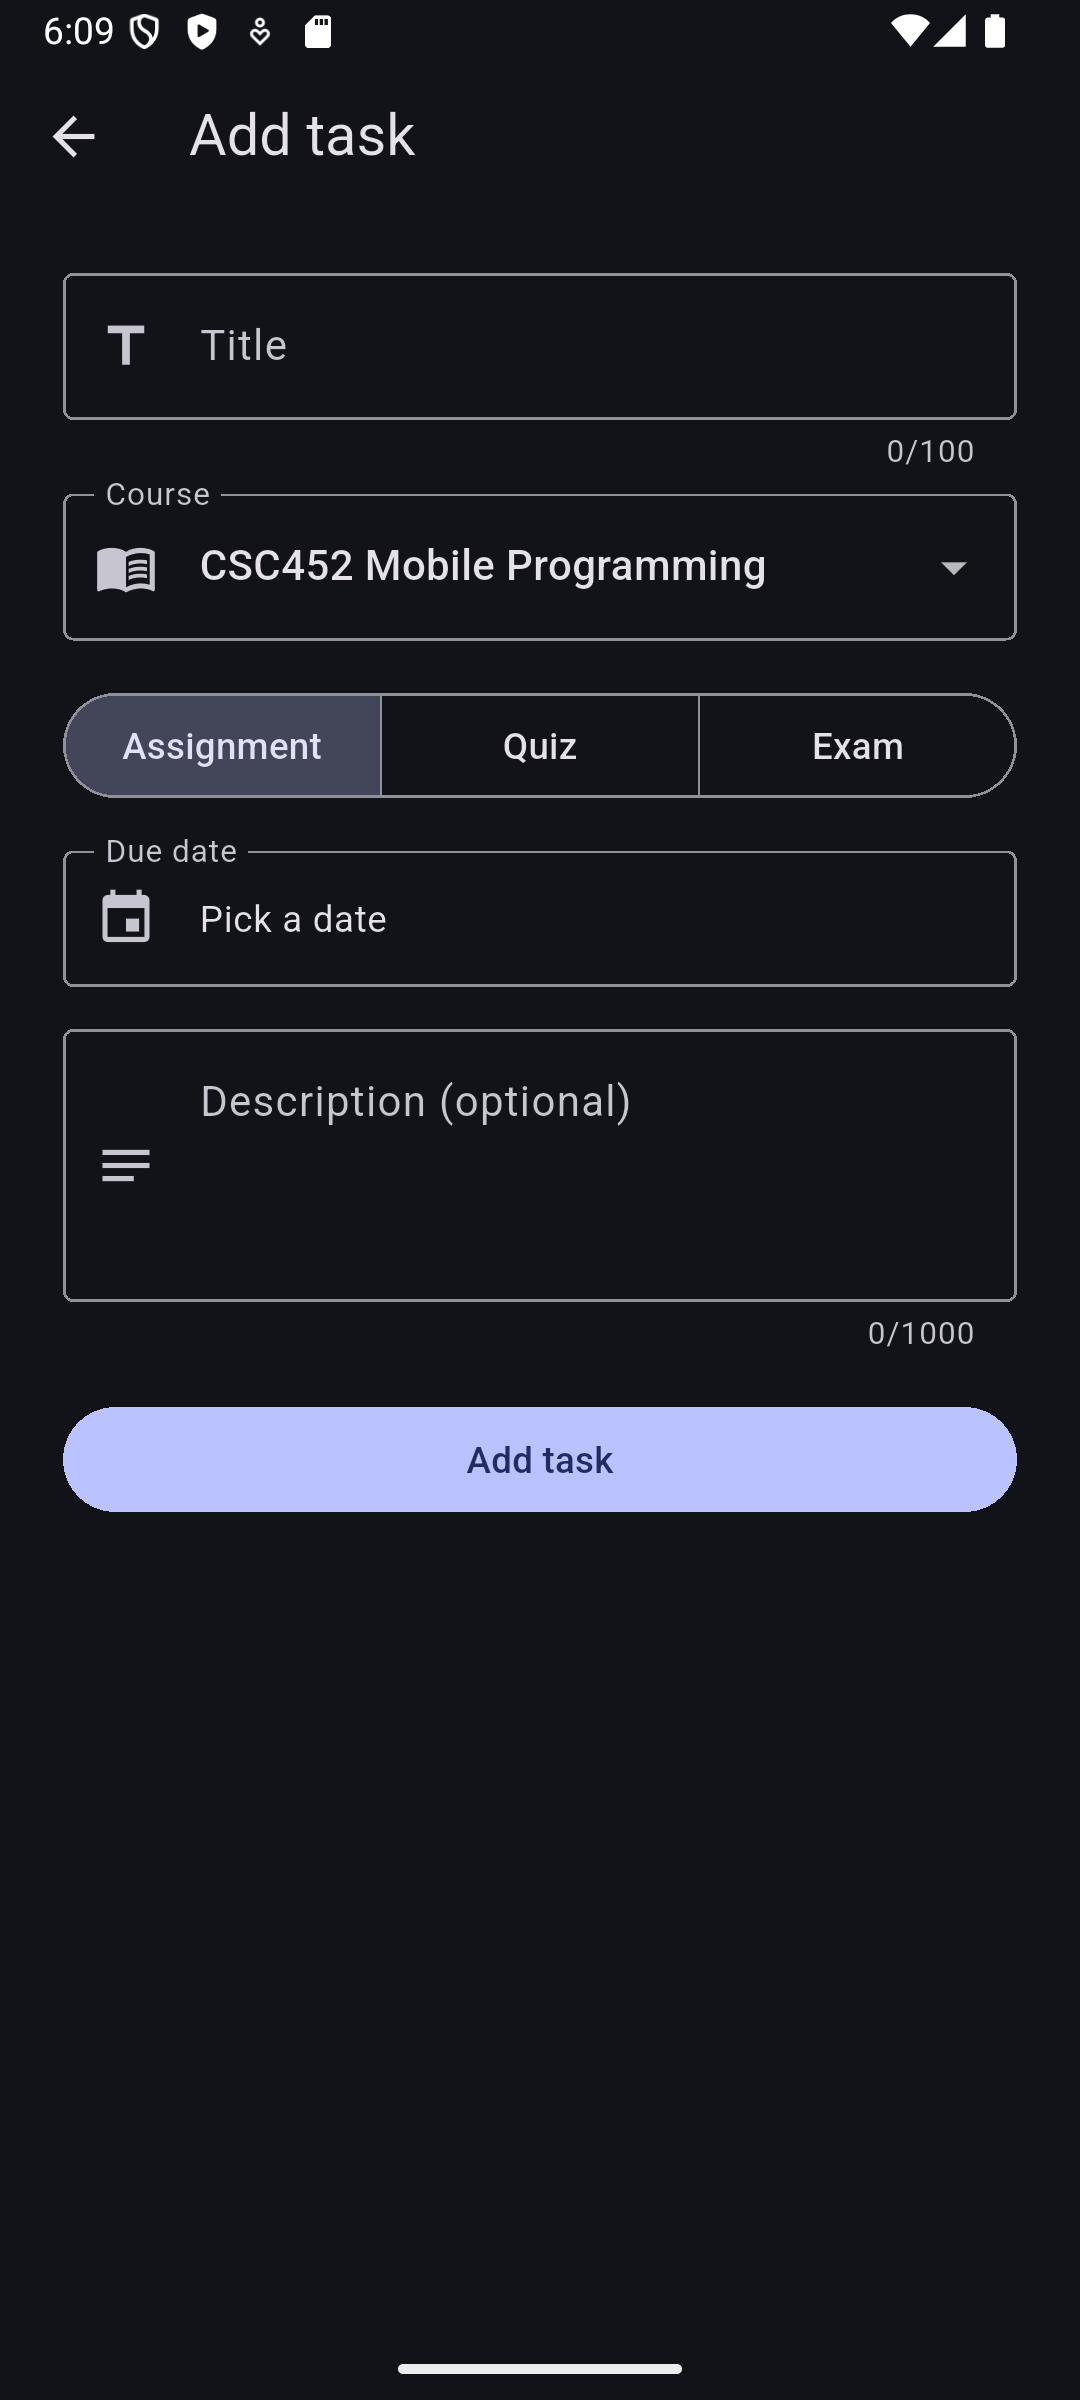 6:09
Add task
Title
0/100
Course
CSC452 Mobile Programming
Assignment
Quiz
Exam
Due date
Pick a date
Description (optional)
0/1000
Add task